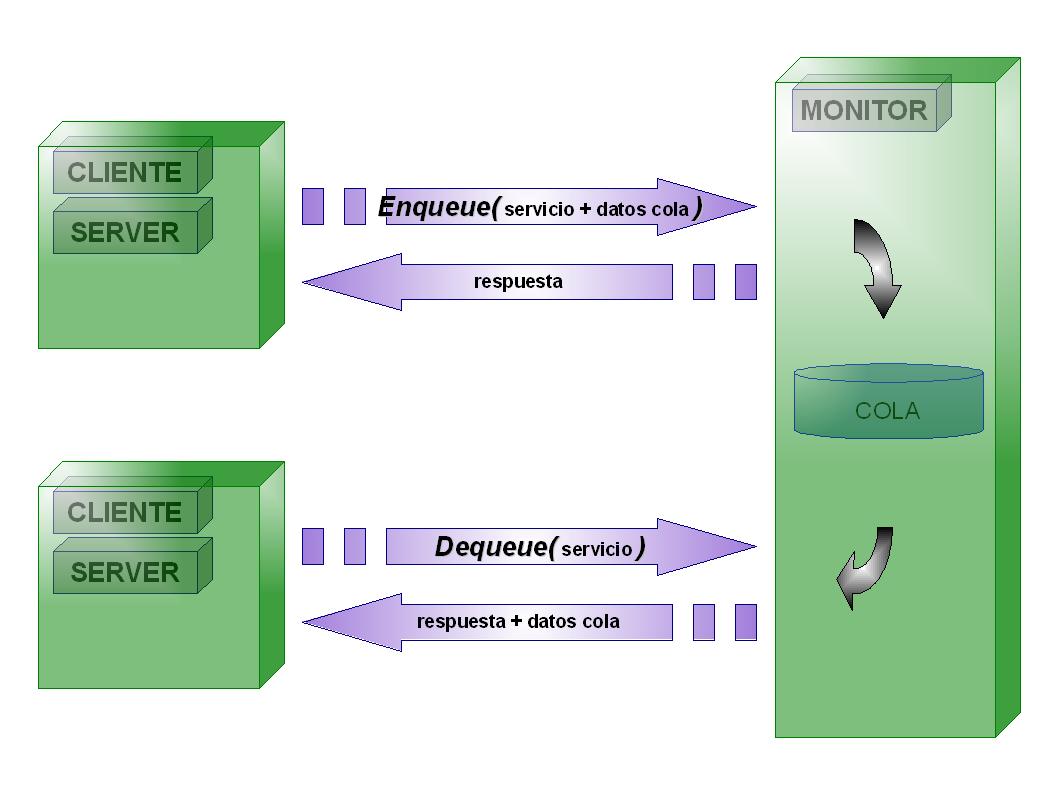 MONITOR
CLIENTE
SERVER
Enqueue( servicio + datos cola )
respuesta
COLA
CLIENTE
SERVER
Dequeue( servicio )
respuesta + datos cola